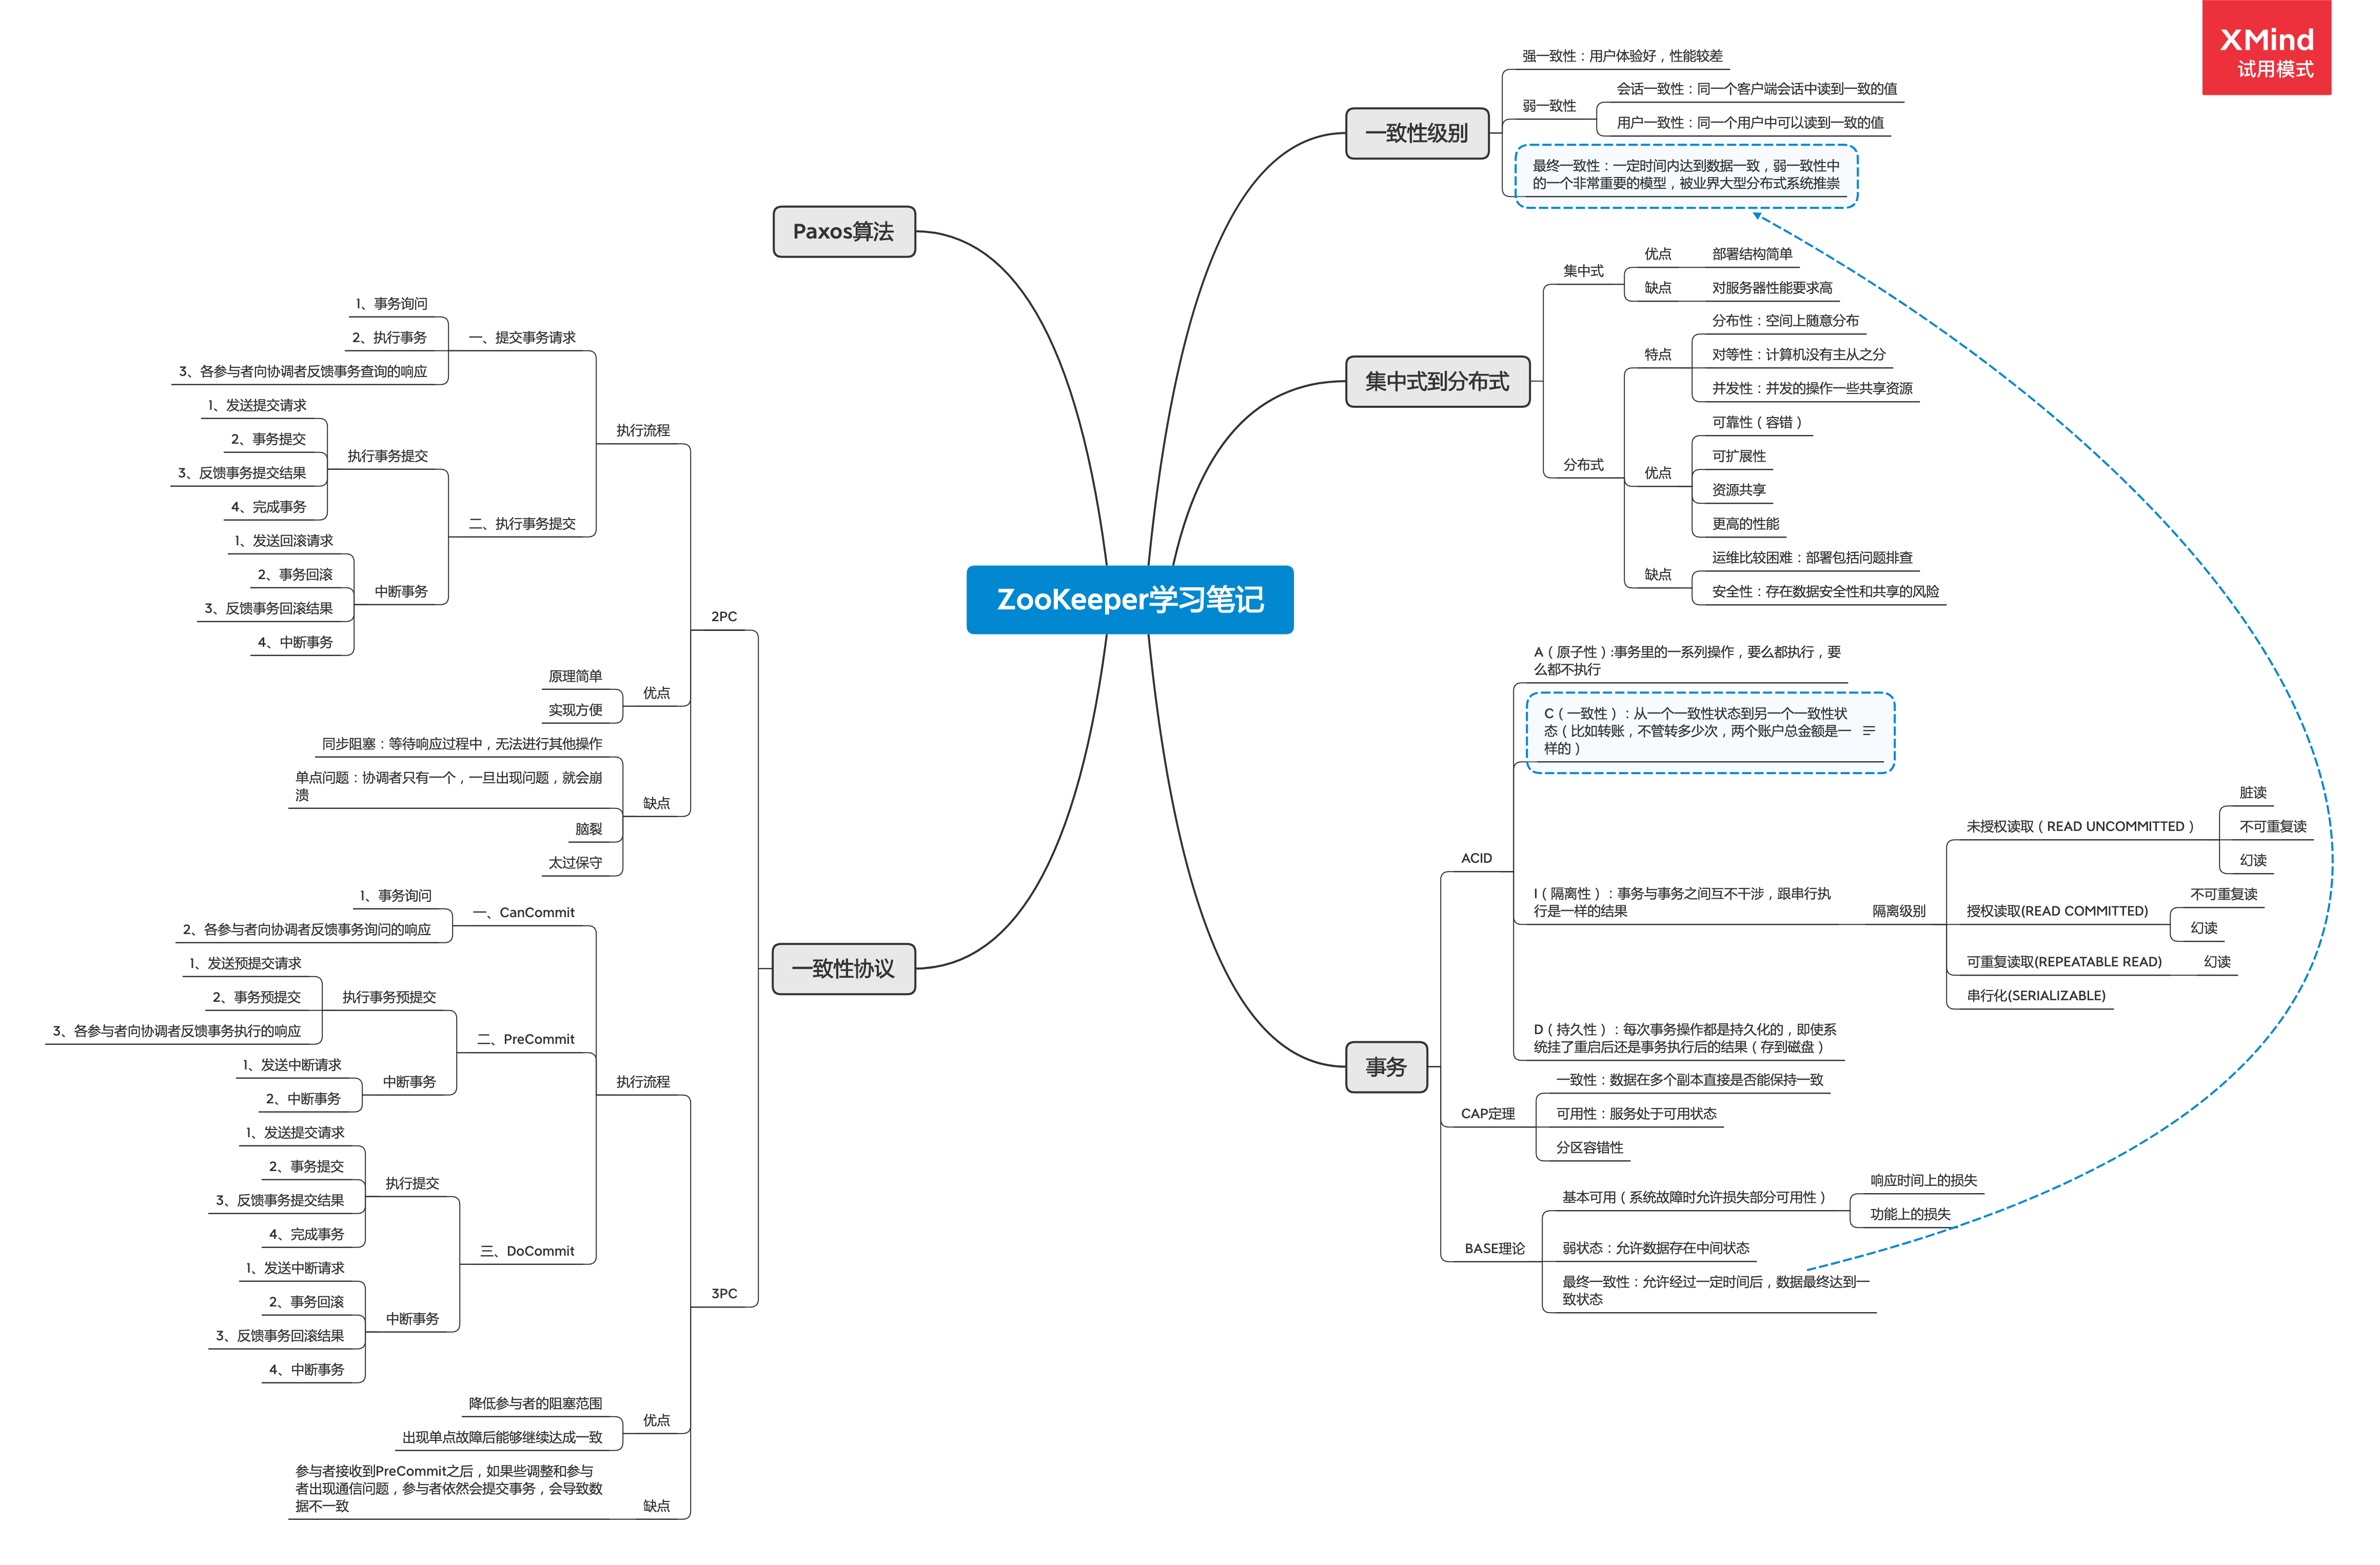 XMind
试用模式
ZooKeeper学习笔记
一致性级别
强一致性：用户体验好，性能较差
弱一致性
会话一致性：同一个客户端会话中读到一致的值
用户一致性：同一个用户中可以读到一致的值
最终一致性：一定时间内达到数据一致，弱一致性中
的一个非常重要的模型，被业界大型分布式系统推崇
集中式到分布式
集中式
优点
部署结构简单
缺点
对服务器性能要求高
分布式
特点
分布性：空间上随意分布
对等性：计算机没有主从之分
并发性：并发的操作一些共享资源
优点
可靠性（容错）
可扩展性
资源共享
更高的性能
缺点
运维比较困难：部署包括问题排查
安全性：存在数据安全性和共享的风险
事务
ACID
A（原子性）:事务里的一系列操作，要么都执行，要
么都不执行
C（一致性）：从一个一致性状态到另一个一致性状
态（比如转账，不管转多少次，两个账户总金额是一
样的）
I（隔离性）：事务与事务之间互不干涉，跟串行执
行是一样的结果
隔离级别
未授权读取（READ UNCOMMITTED）
脏读
不可重复读
幻读
授权读取(READ COMMITTED)
不可重复读
幻读
可重复读取(REPEATABLE READ)
幻读
串行化(SERIALIZABLE)
D（持久性）：每次事务操作都是持久化的，即使系
统挂了重启后还是事务执行后的结果（存到磁盘）
CAP定理
一致性：数据在多个副本直接是否能保持一致
可用性：服务处于可用状态
分区容错性
BASE理论
基本可用（系统故障时允许损失部分可用性）
响应时间上的损失
功能上的损失
弱状态：允许数据存在中间状态
最终一致性：允许经过一定时间后，数据最终达到一
致状态
Paxos算法
一致性协议
2PC
执行流程
一、提交事务请求
1、事务询问
2、执行事务
3、各参与者向协调者反馈事务查询的响应
二、执行事务提交
执行事务提交
1、发送提交请求
2、事务提交
3、反馈事务提交结果
4、完成事务
中断事务
1、发送回滚请求
2、事务回滚
3、反馈事务回滚结果
4、中断事务
优点
原理简单
实现方便
缺点
同步阻塞：等待响应过程中，无法进行其他操作
单点问题：协调者只有一个，一旦出现问题，就会崩
溃
脑裂
太过保守
3PC
执行流程
一、CanCommit
1、事务询问
2、各参与者向协调者反馈事务询问的响应
二、PreCommit
执行事务预提交
1、发送预提交请求
2、事务预提交
3、各参与者向协调者反馈事务执行的响应
中断事务
1、发送中断请求
2、中断事务
三、DoCommit
执行提交
1、发送提交请求
2、事务提交
3、反馈事务提交结果
4、完成事务
中断事务
1、发送中断请求
2、事务回滚
3、反馈事务回滚结果
4、中断事务
优点
降低参与者的阻塞范围
出现单点故障后能够继续达成一致
缺点
参与者接收到PreCommit之后，如果些调整和参与
者出现通信问题，参与者依然会提交事务，会导致数
据不一致